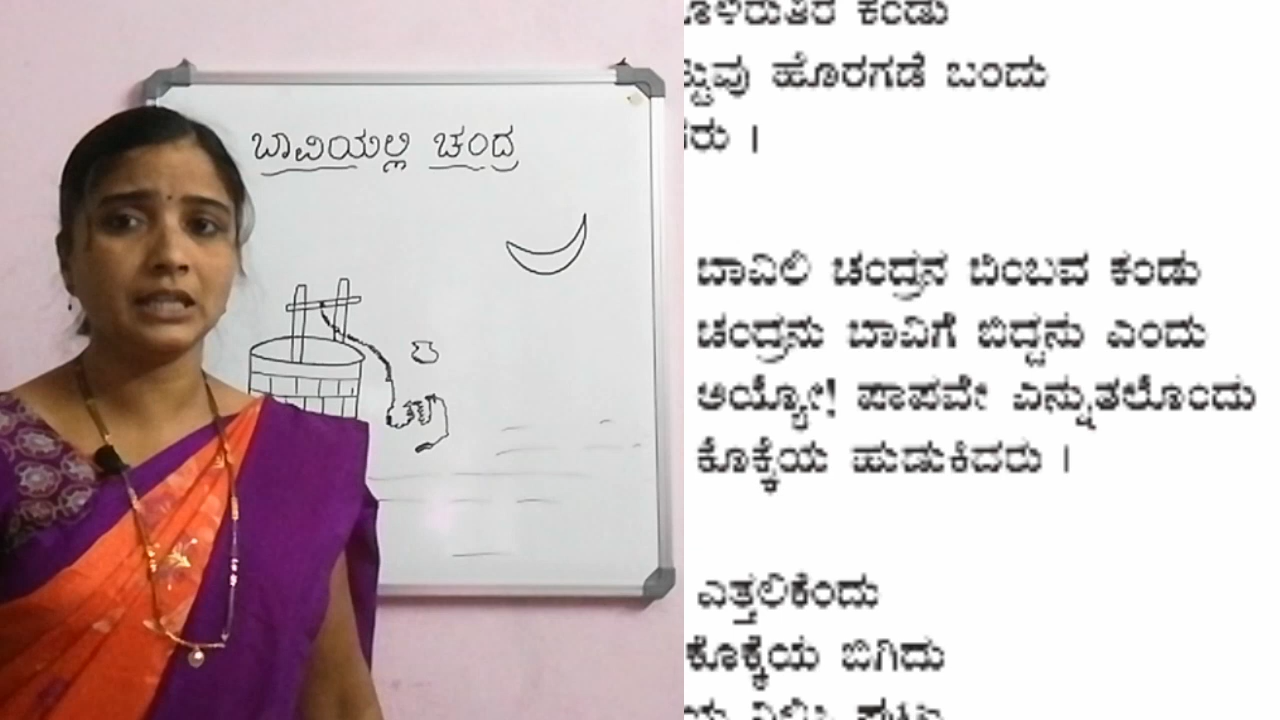 ಬಾವಿಯಲ್ಲಿ ಚಂದ್ರ
ಕಂಡು
ಹೊರಗಡೆ ಬಂದು
ಬಾವಿಲಿ ಚಂದ್ರನ ಬಿಂಬವ ಕಂಡು
ಚಂದ್ರನು ಬಾವಿಗೆ ಬಿದ್ದನು ಎಂದು
ಅಯ್ಯೋ! ಪಾಪವೇ ಎನ್ನುತಲೊಂದು
ಕೊಕ್ಕೆಯ ಹುಡುಕಿದರು |
ಎತ್ತಲಿಕೆಂದು
ಕೊಕ್ಕೆಯ ಬಿಗಿದು